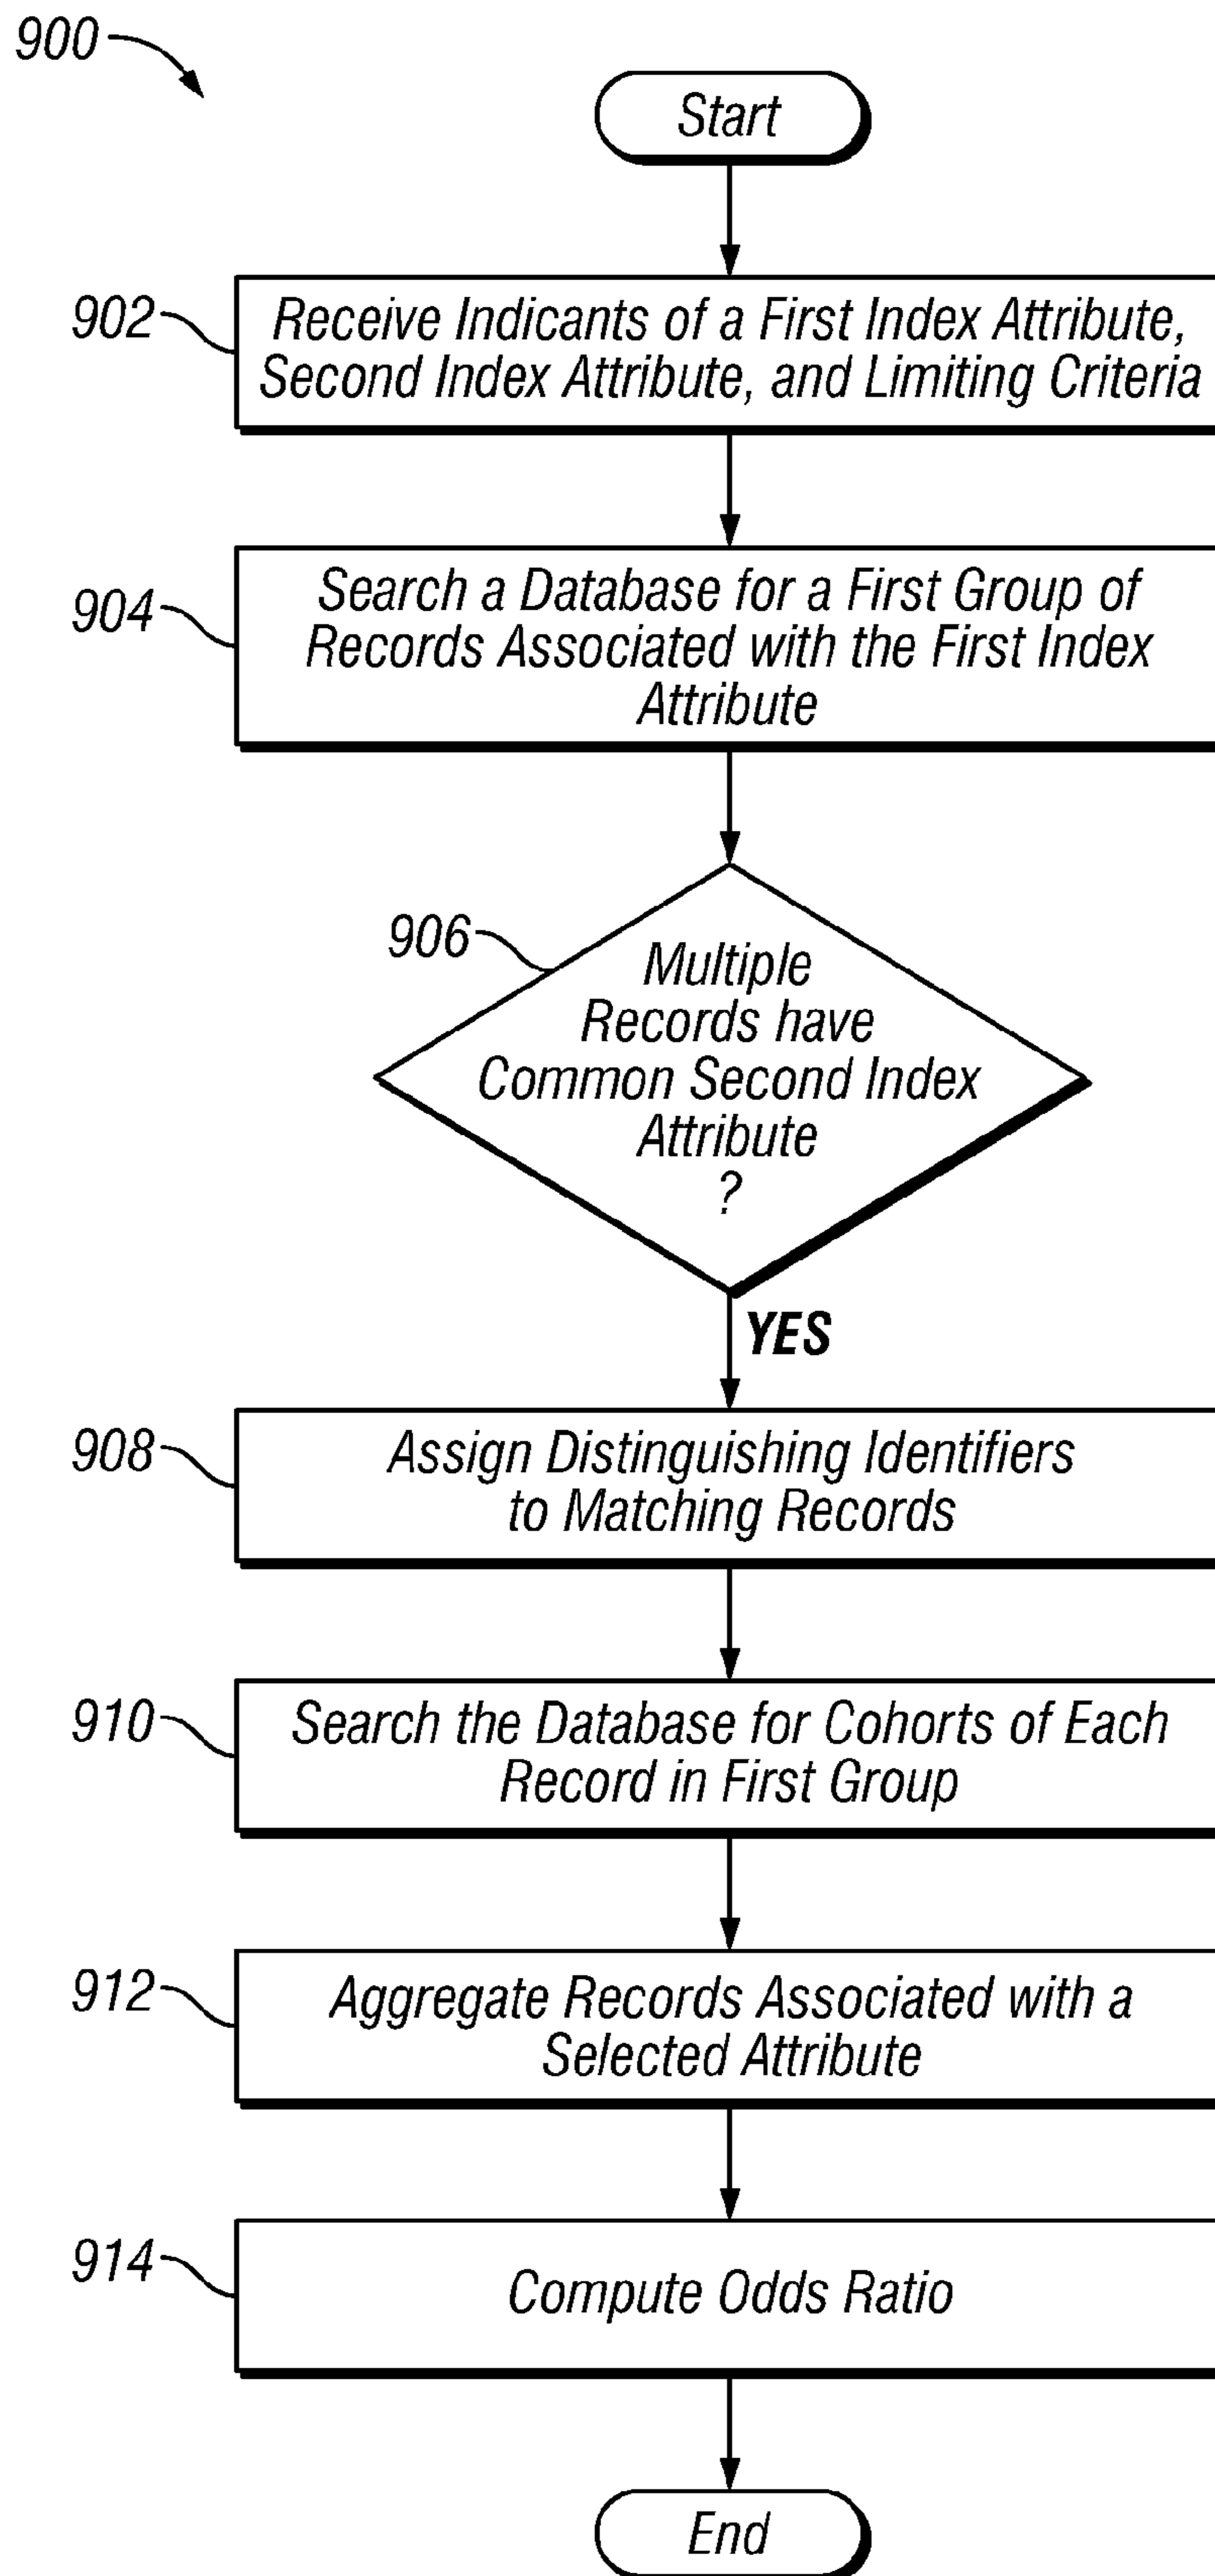 900
Start
902
Receive Indicants of a First Index Attribute,
Second Index Attribute, and Limiting Criteria
904
Search a Database for a First Group of
Records Associated with the First Index
Attribute
906
Multiple
Records have
Common Second Index
Attribute
?
YES
908
Assign Distinguishing Identifiers
to Matching Records
910
Search the Database for Cohorts of Each
Record in First Group
912
Aggregate Records Associated with a
Selected Attribute
914
Compute Odds Ratio
End